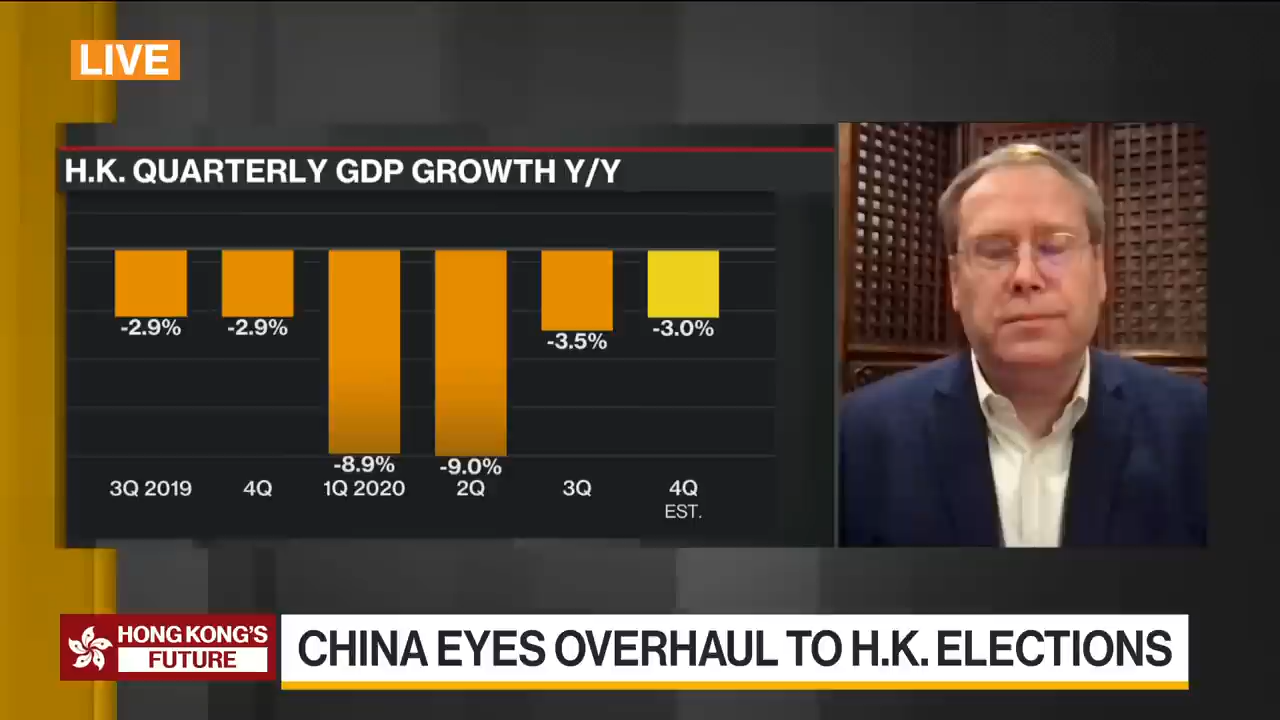 LIVE
H.K. QUARTERLY GDP GROWTH Y/Y
-2.9%
-2.9%
-8.9%
-9.0%
-3.5%
-3.0%
3Q 2019
4Q
1Q 2020
2Q
3Q
4Q
EST.
HONG KONG'S
FUTURE
CHINA EYES OVERHAUL TO H.K. ELECTIONS